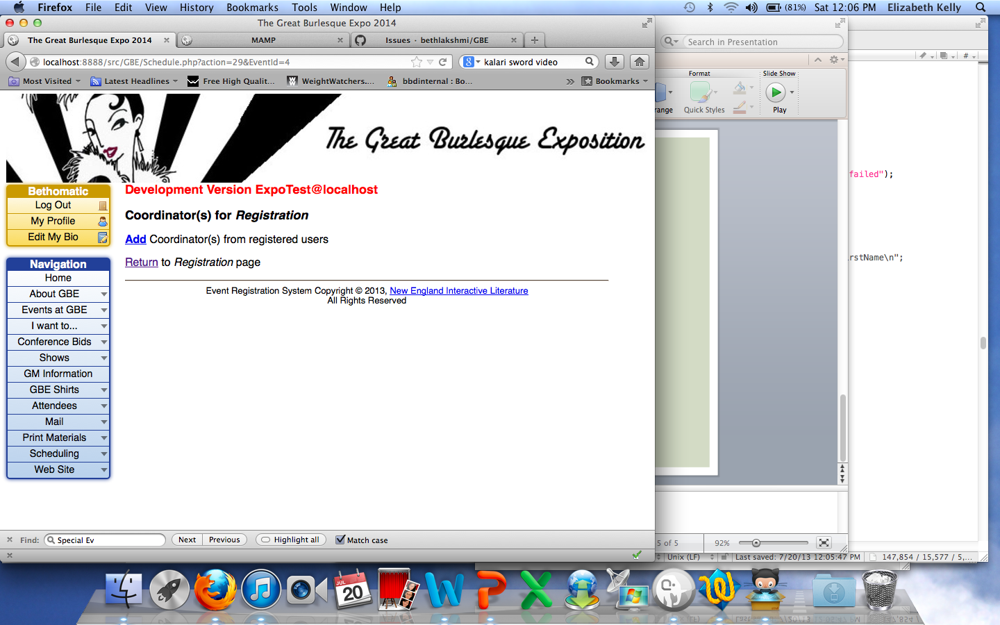 Firefox File Edit View History Bookmarks Tools Window Help (81%) Sat 12:06 PM Elizabeth Kelly
The Great Burlesque Expo 2014
The Great Burlesque Expo 2014 MAMP Issues · bethlakshmi/GBE
localhost:8888/src/GBE/Schedule.php?action=29&EventId=4 kalari sword video
Most Visited Latest Headlines Free High Qualit... WeightWatchers.... bbdinternal : Bo... Bookmarks
The Great Burlesque Exposition
Bethomatic
Log Out
My Profile
Edit My Bio
Navigation
Home
About GBE
Events at GBE
I want to...
Conference Bids
Shows
GM Information
GBE Shirts
Attendees
Mail
Print Materials
Scheduling
Web Site
Development Version ExpoTest@localhost
Coordinator(s) for Registration
Add Coordinator(s) from registered users
Return to Registration page
Event Registration System Copyright © 2013, New England Interactive Literature
All Rights Reserved
Find: Special Ev Next Previous Highlight all Match case
Search in Presentation
Format Slide Show
range Quick Styles Play
failed");
rstName\n";
5 of 5 92%
Unix (LF) Last saved: 7/20/13 12:05:47 PM 147,854 / 15,577 / 5,...
JUL
20